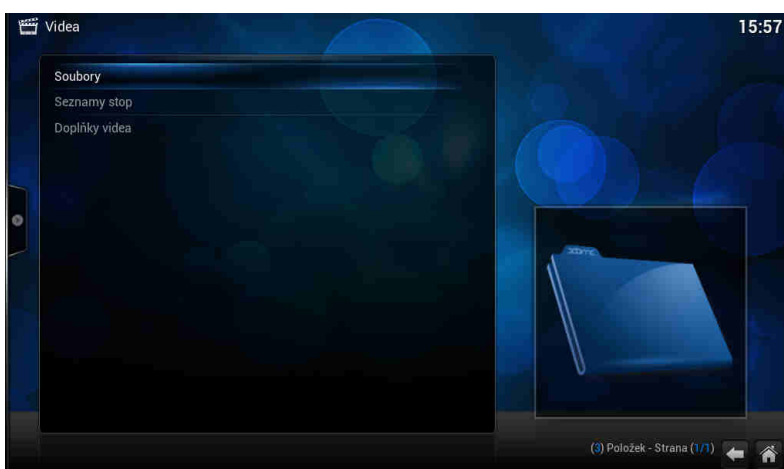 Videa
15:57
Soubory
Seznamy stop
Doplňky videa
xbmc
(3) Položek - Strana (1/1)